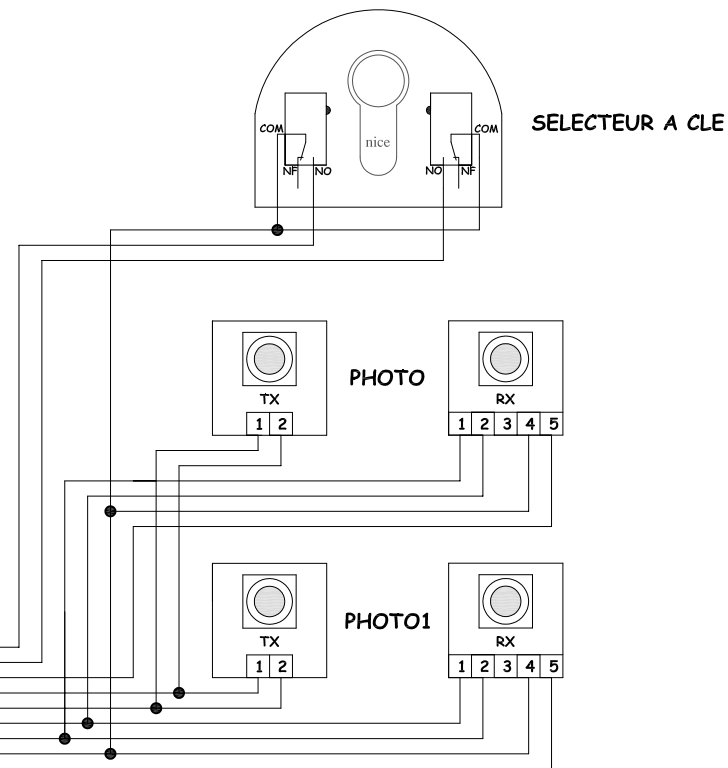 SELECTEUR A CLE
COM COM
nice
NF NO NO NF
PHOTO
TX RX
1 2 1 2 3 4 5
PHOTO1
TX RX
1 2 1 2 3 4 5